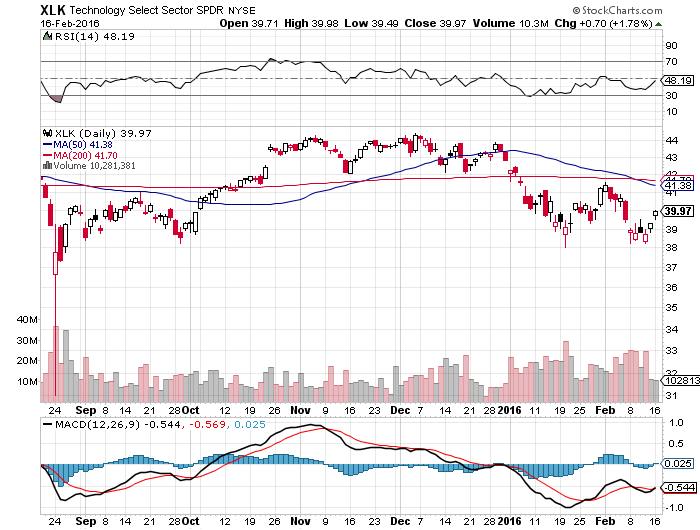 XLK Technology Select Sector SPDR NYSE © StockCharts.com
16-Feb-2016 Open 39.71 High 39.98 Low 39.49 Close 39.97 Volume 10.3M Chg +0.70 (+1.78%)
RSI(14) 48.19
90
70
48.19
30
10
XLK (Daily) 39.97
MA(50) 41.38
MA(200) 41.70
Volume 10,281,381
44
43
42
41.38
41
39.97
39
38
37
36
35
34
33
32
31
40M
30M
20M
10M
102813
24 Sep 8 14 21 28 Oct 12 19 26 Nov 9 16 23 Dec 7 14 21 28 2016 11 19 25 Feb 8 16
MACD(12,26,9) -0.544, -0.569, 0.025
1.0
0.5
0.025
-0.544
-1.0
24 Sep 8 14 21 28 Oct 12 19 26 Nov 9 16 23 Dec 7 14 21 28 2016 11 19 25 Feb 8 16